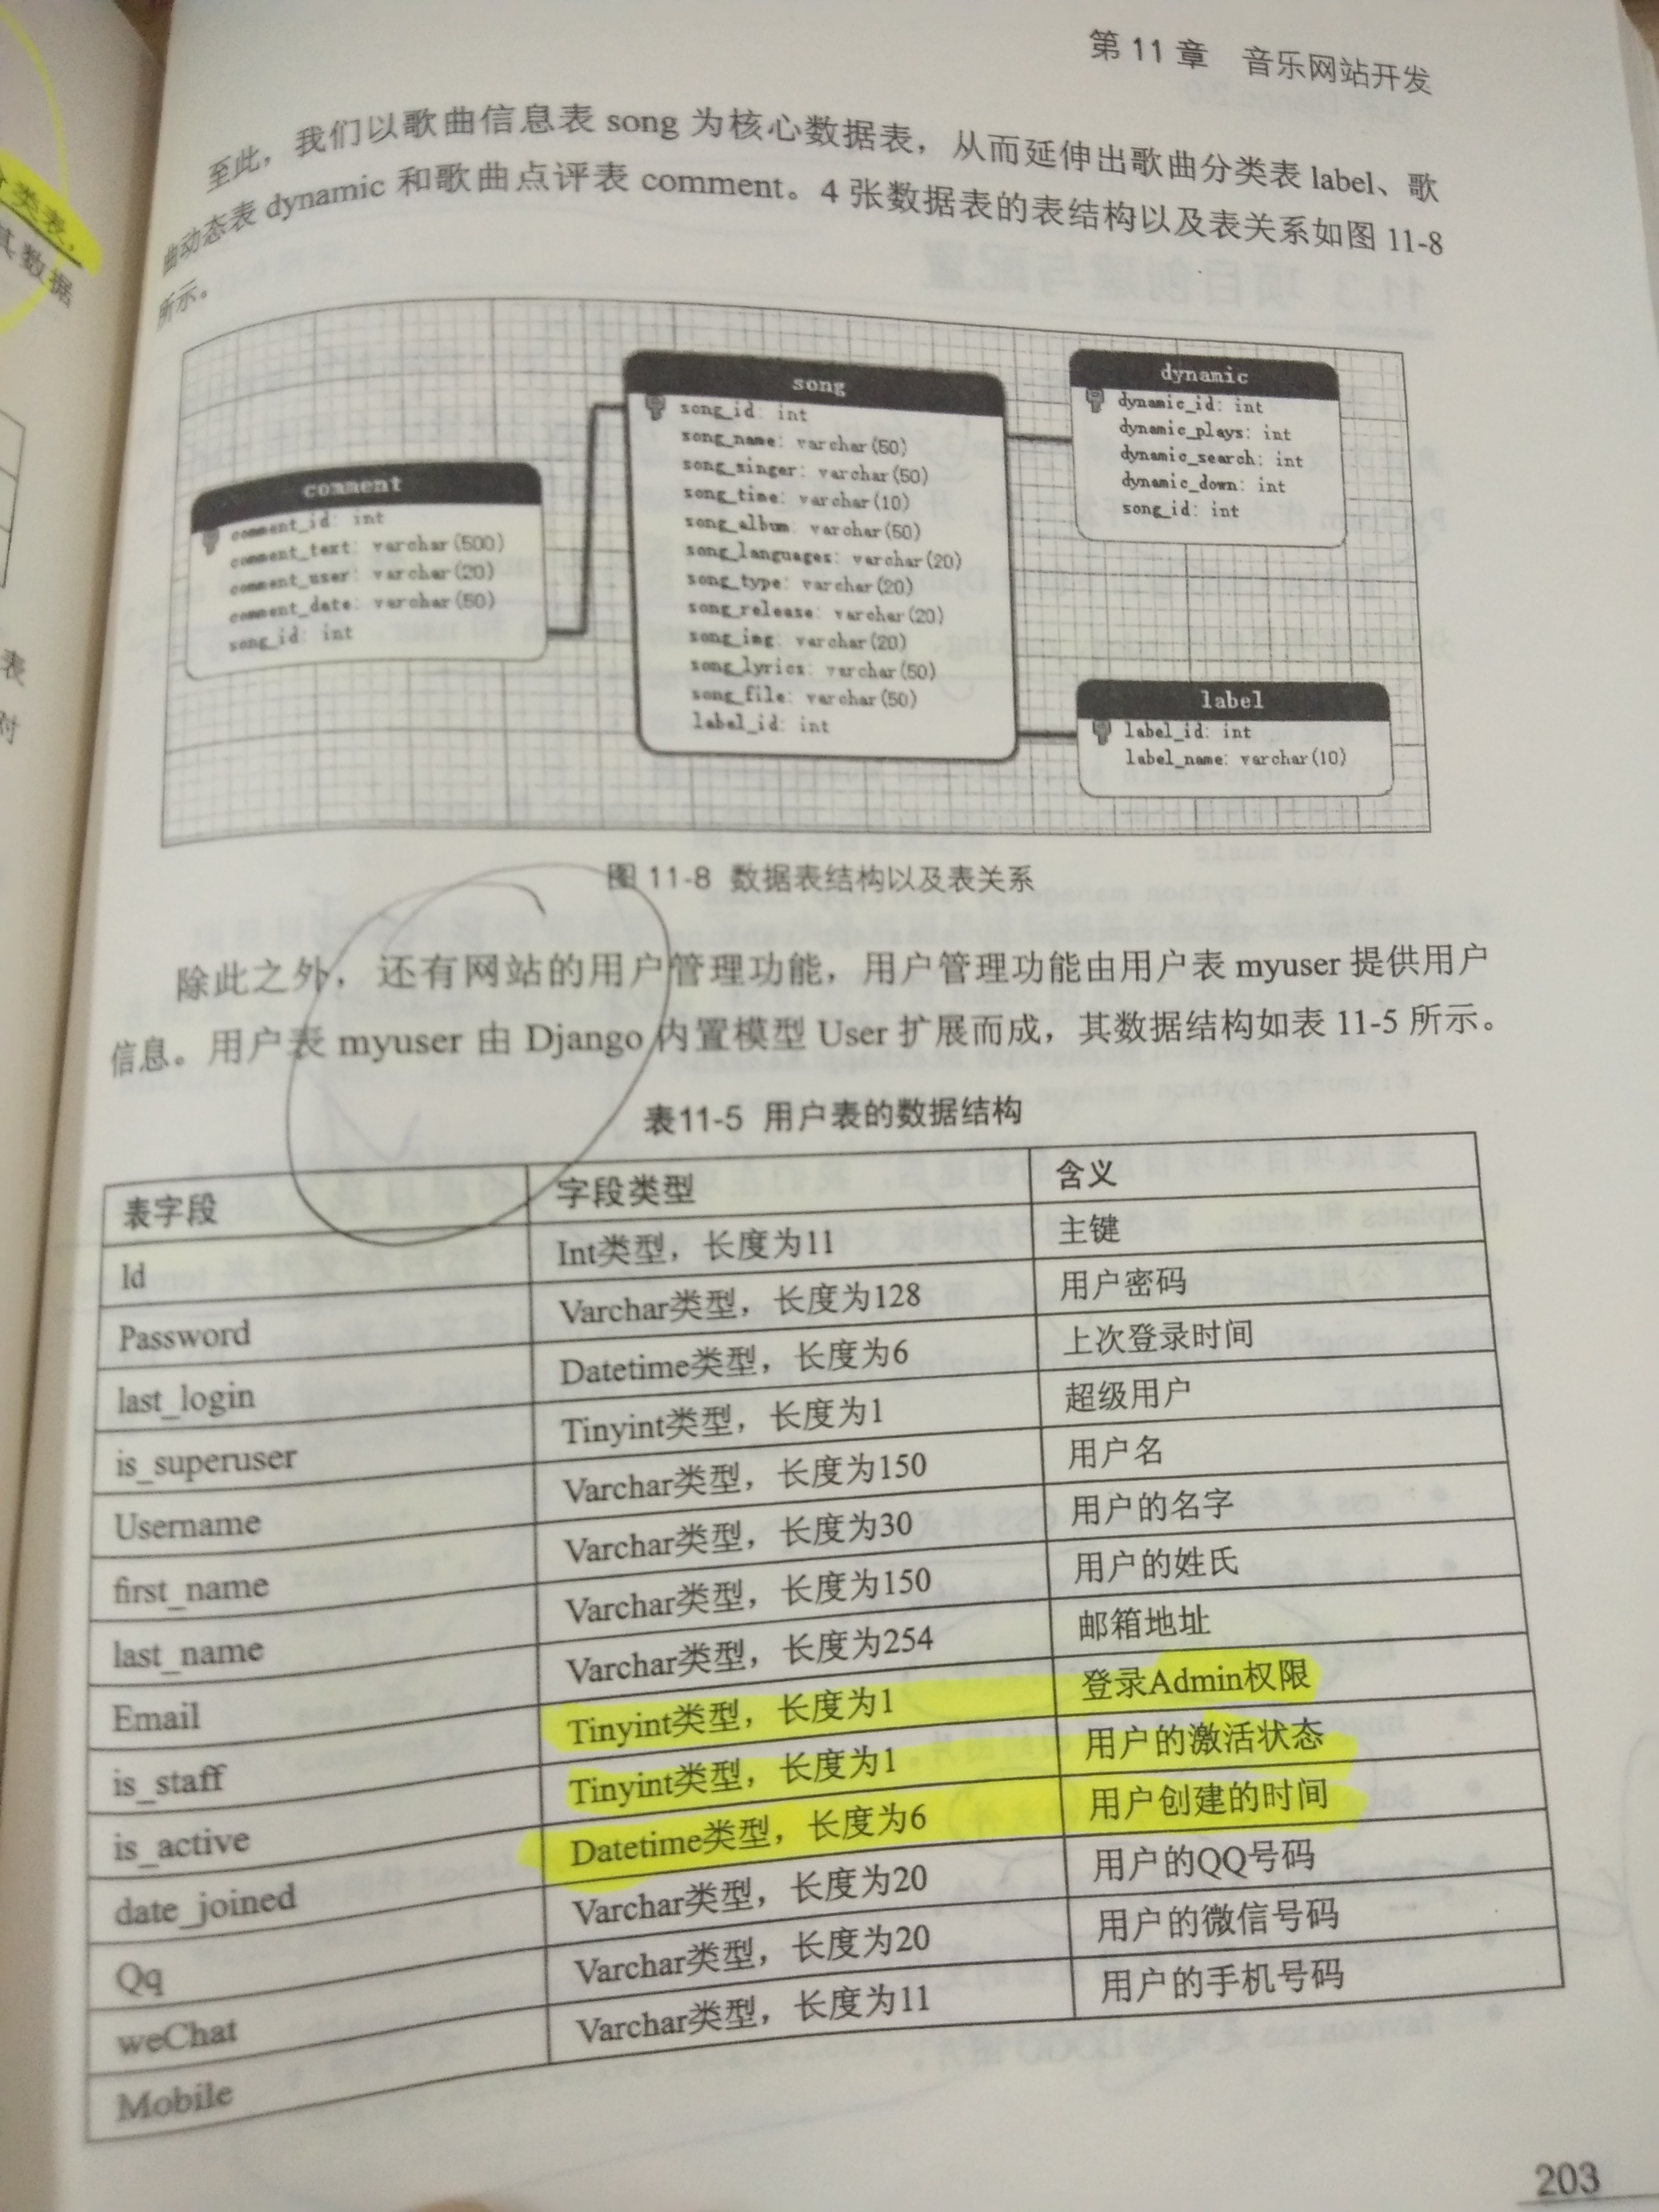 第 11 章 音乐网站开发
至此，我们以歌曲信息表 song 为核心数据表，从而延伸出歌曲分类表 label、歌
曲动态表 dynamic 和歌曲点评表 comment。4 张数据表的表结构以及表关系如图 11-8
所示。
comment
comment_id: int
comment_text: varchar(500)
comment_user: varchar(20)
comment_date: varchar(50)
song_id: int
song
song_id: int
song_name: varchar(50)
song_singer: varchar(50)
song_time: varchar(10)
song_album: varchar(50)
song_languages: varchar(20)
song_type: varchar(20)
song_release: varchar(20)
song_img: varchar(20)
song_lyrics: varchar(50)
song_file: varchar(50)
label_id: int
dynamic
dynamic_id: int
dynamic_plays: int
dynamic_search: int
dynamic_down: int
song_id: int
label
label_id: int
label_name: varchar(10)
图 11-8 数据表结构以及表关系
除此之外，还有网站的用户管理功能，用户管理功能由用户表 myuser 提供用户
信息。用户表 myuser 由 Django 内置模型 User 扩展而成，其数据结构如表 11-5 所示。
表11-5 用户表的数据结构
表字段 字段类型 含义
Id Int类型，长度为11 主键
Password Varchar类型，长度为128 用户密码
last_login Datetime类型，长度为6 上次登录时间
is_superuser Tinyint类型，长度为1 超级用户
Username Varchar类型，长度为150 用户名
first_name Varchar类型，长度为30 用户的名字
last_name Varchar类型，长度为150 用户的姓氏
Email Varchar类型，长度为254 邮箱地址
is_staff Tinyint类型，长度为1 登录Admin权限
is_active Tinyint类型，长度为1 用户的激活状态
date_joined Datetime类型，长度为6 用户创建的时间
Qq Varchar类型，长度为20 用户的QQ号码
weChat Varchar类型，长度为20 用户的微信号码
Mobile Varchar类型，长度为11 用户的手机号码
203
分类表，
其数据
表